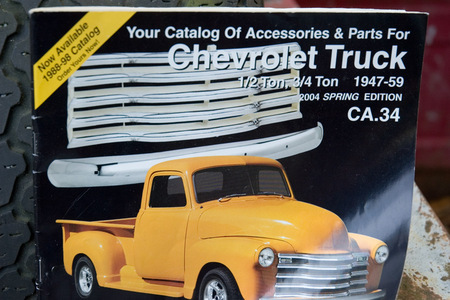 Now Available
1988-98 Catalog
Order Yours Now!
Your Catalog Of Accessories & Parts For
Chevrolet Truck
1/2 Ton, 3/4 Ton 1947-59
2004 SPRING EDITION
CA.34